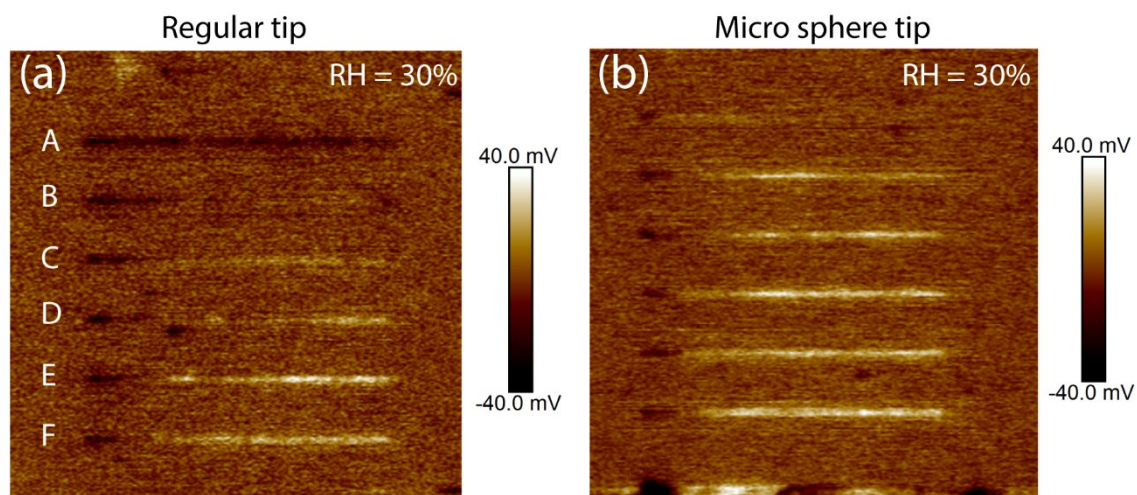 Regular tip
Micro sphere tip
(a)
RH = 30%
A
B
C
D
E
F
40.0 mV
-40.0 mV
(b)
RH = 30%
40.0 mV
-40.0 mV